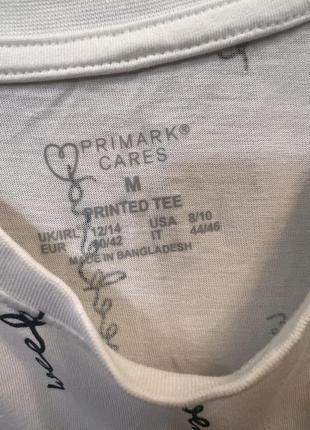 PRIMARK®
CARES
M
PRINTED TEE
UK/IRL 12/14 USA 8/10
EUR 40/42 IT 44/46
MADE IN BANGLADESH
week